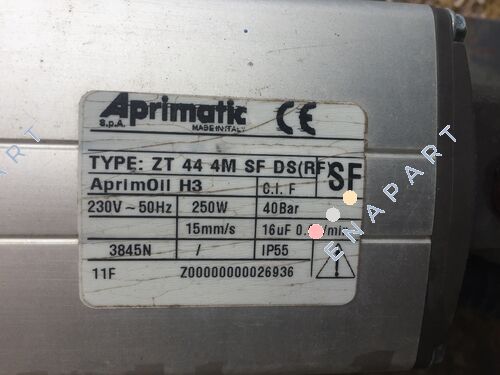 Aprimatic
S.p.A. MADE IN ITALY
CE
TYPE: ZT 44 4M SF DS(RF)
SF
AprimOil H3 C.I. F
230V ~ 50Hz 250W 40Bar
15mm/s 16uF
3845N / IP55
11F Z00000000026936
ENAPART